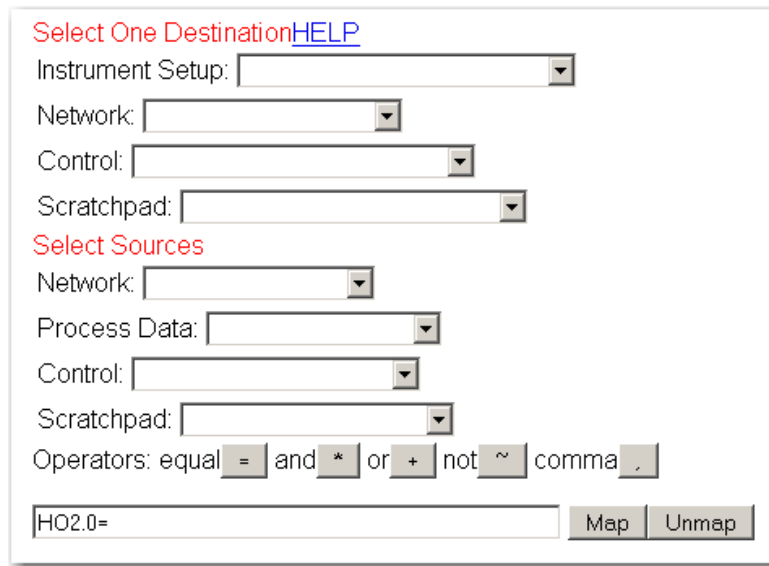 Select One DestinationHELP
Instrument Setup:
Network:
Control:
Scratchpad:
Select Sources
Network:
Process Data:
Control:
Scratchpad:
Operators: equal = and * or + not ~ comma ,
HO2.0= Map Unmap